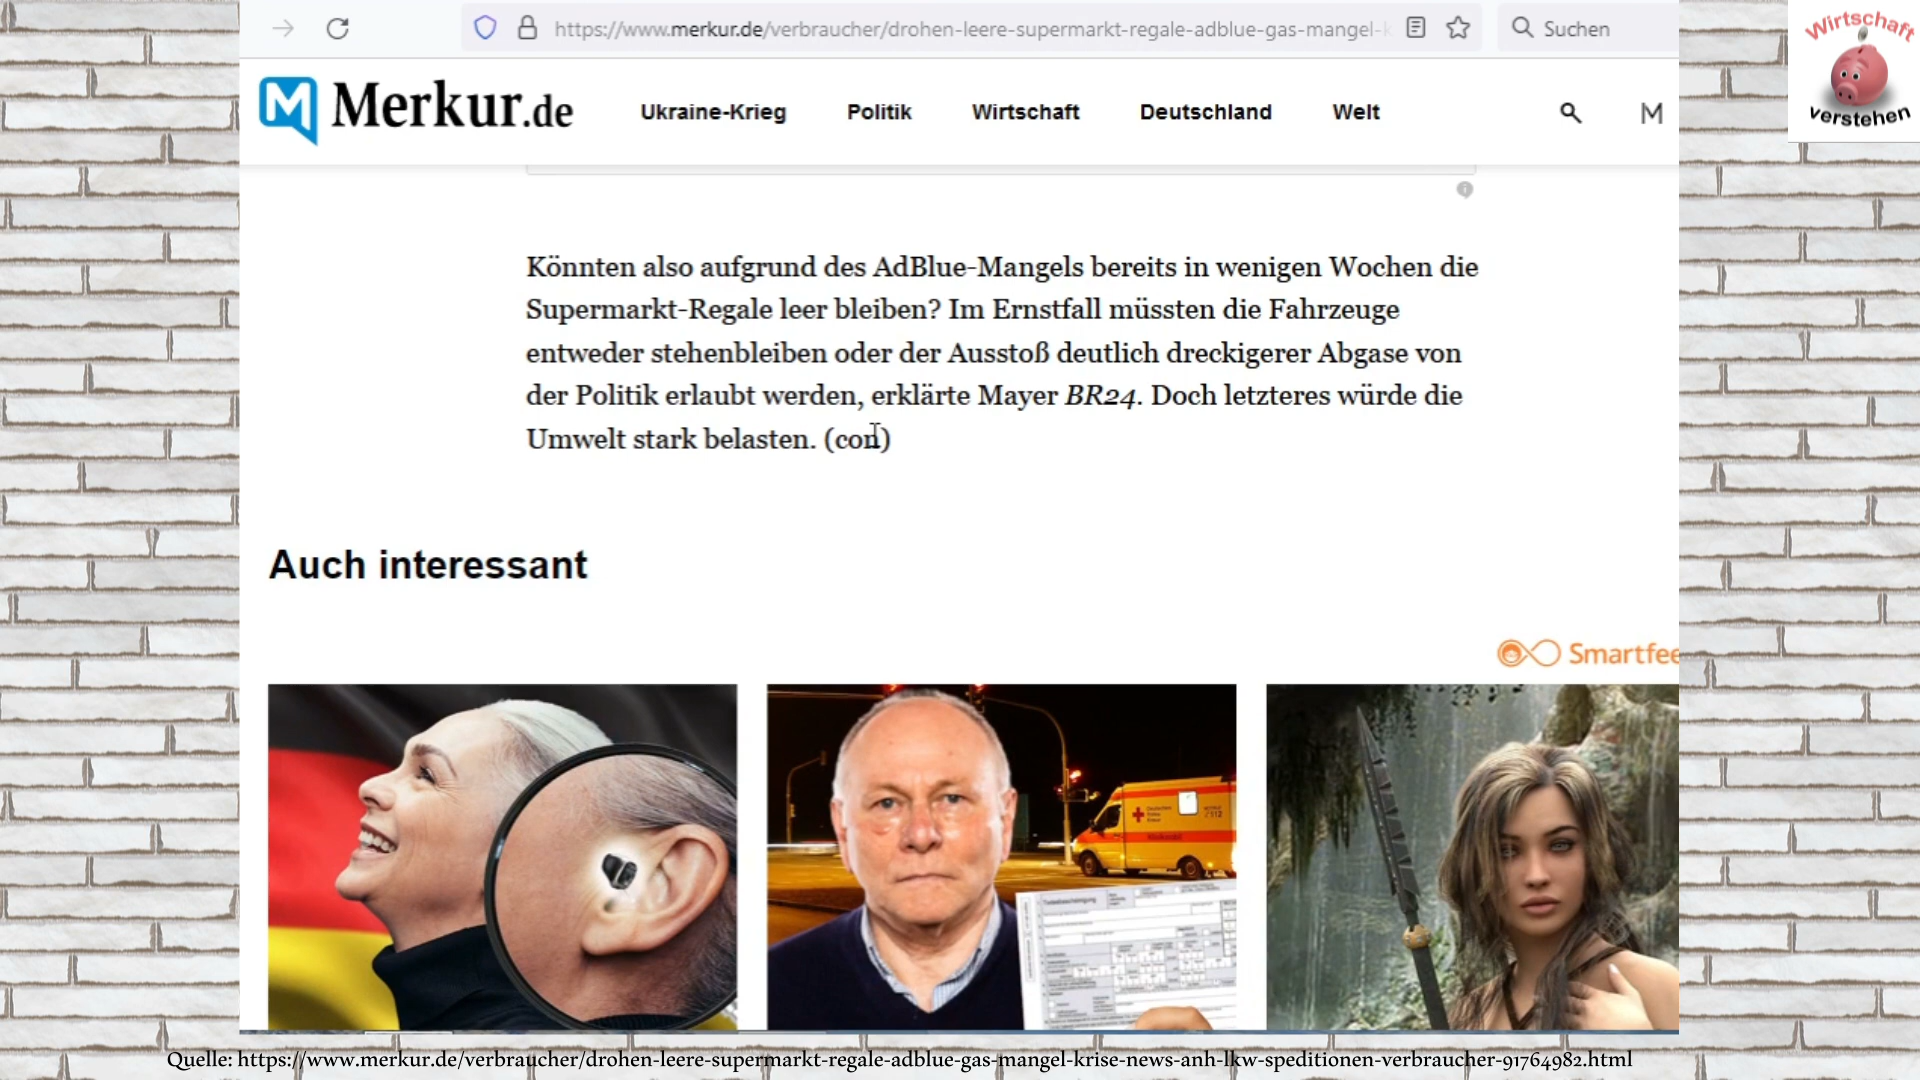 https://www.merkur.de/verbraucher/drohen-leere-supermarkt-regale-adblue-gas-mangel-k
Suchen
Wirtschaft
verstehen
Merkur.de
Ukraine-Krieg
Politik
Wirtschaft
Deutschland
Welt
M
Könnten also aufgrund des AdBlue-Mangels bereits in wenigen Wochen die
Supermarkt-Regale leer bleiben? Im Ernstfall müssten die Fahrzeuge
entweder stehenbleiben oder der Ausstoß deutlich dreckigerer Abgase von
der Politik erlaubt werden, erklärte Mayer BR24. Doch letzteres würde die
Umwelt stark belasten. (con)
Auch interessant
Smartfee
Quelle: https://www.merkur.de/verbraucher/drohen-leere-supermarkt-regale-adblue-gas-mangel-krise-news-anh-lkw-speditionen-verbraucher-91764982.html